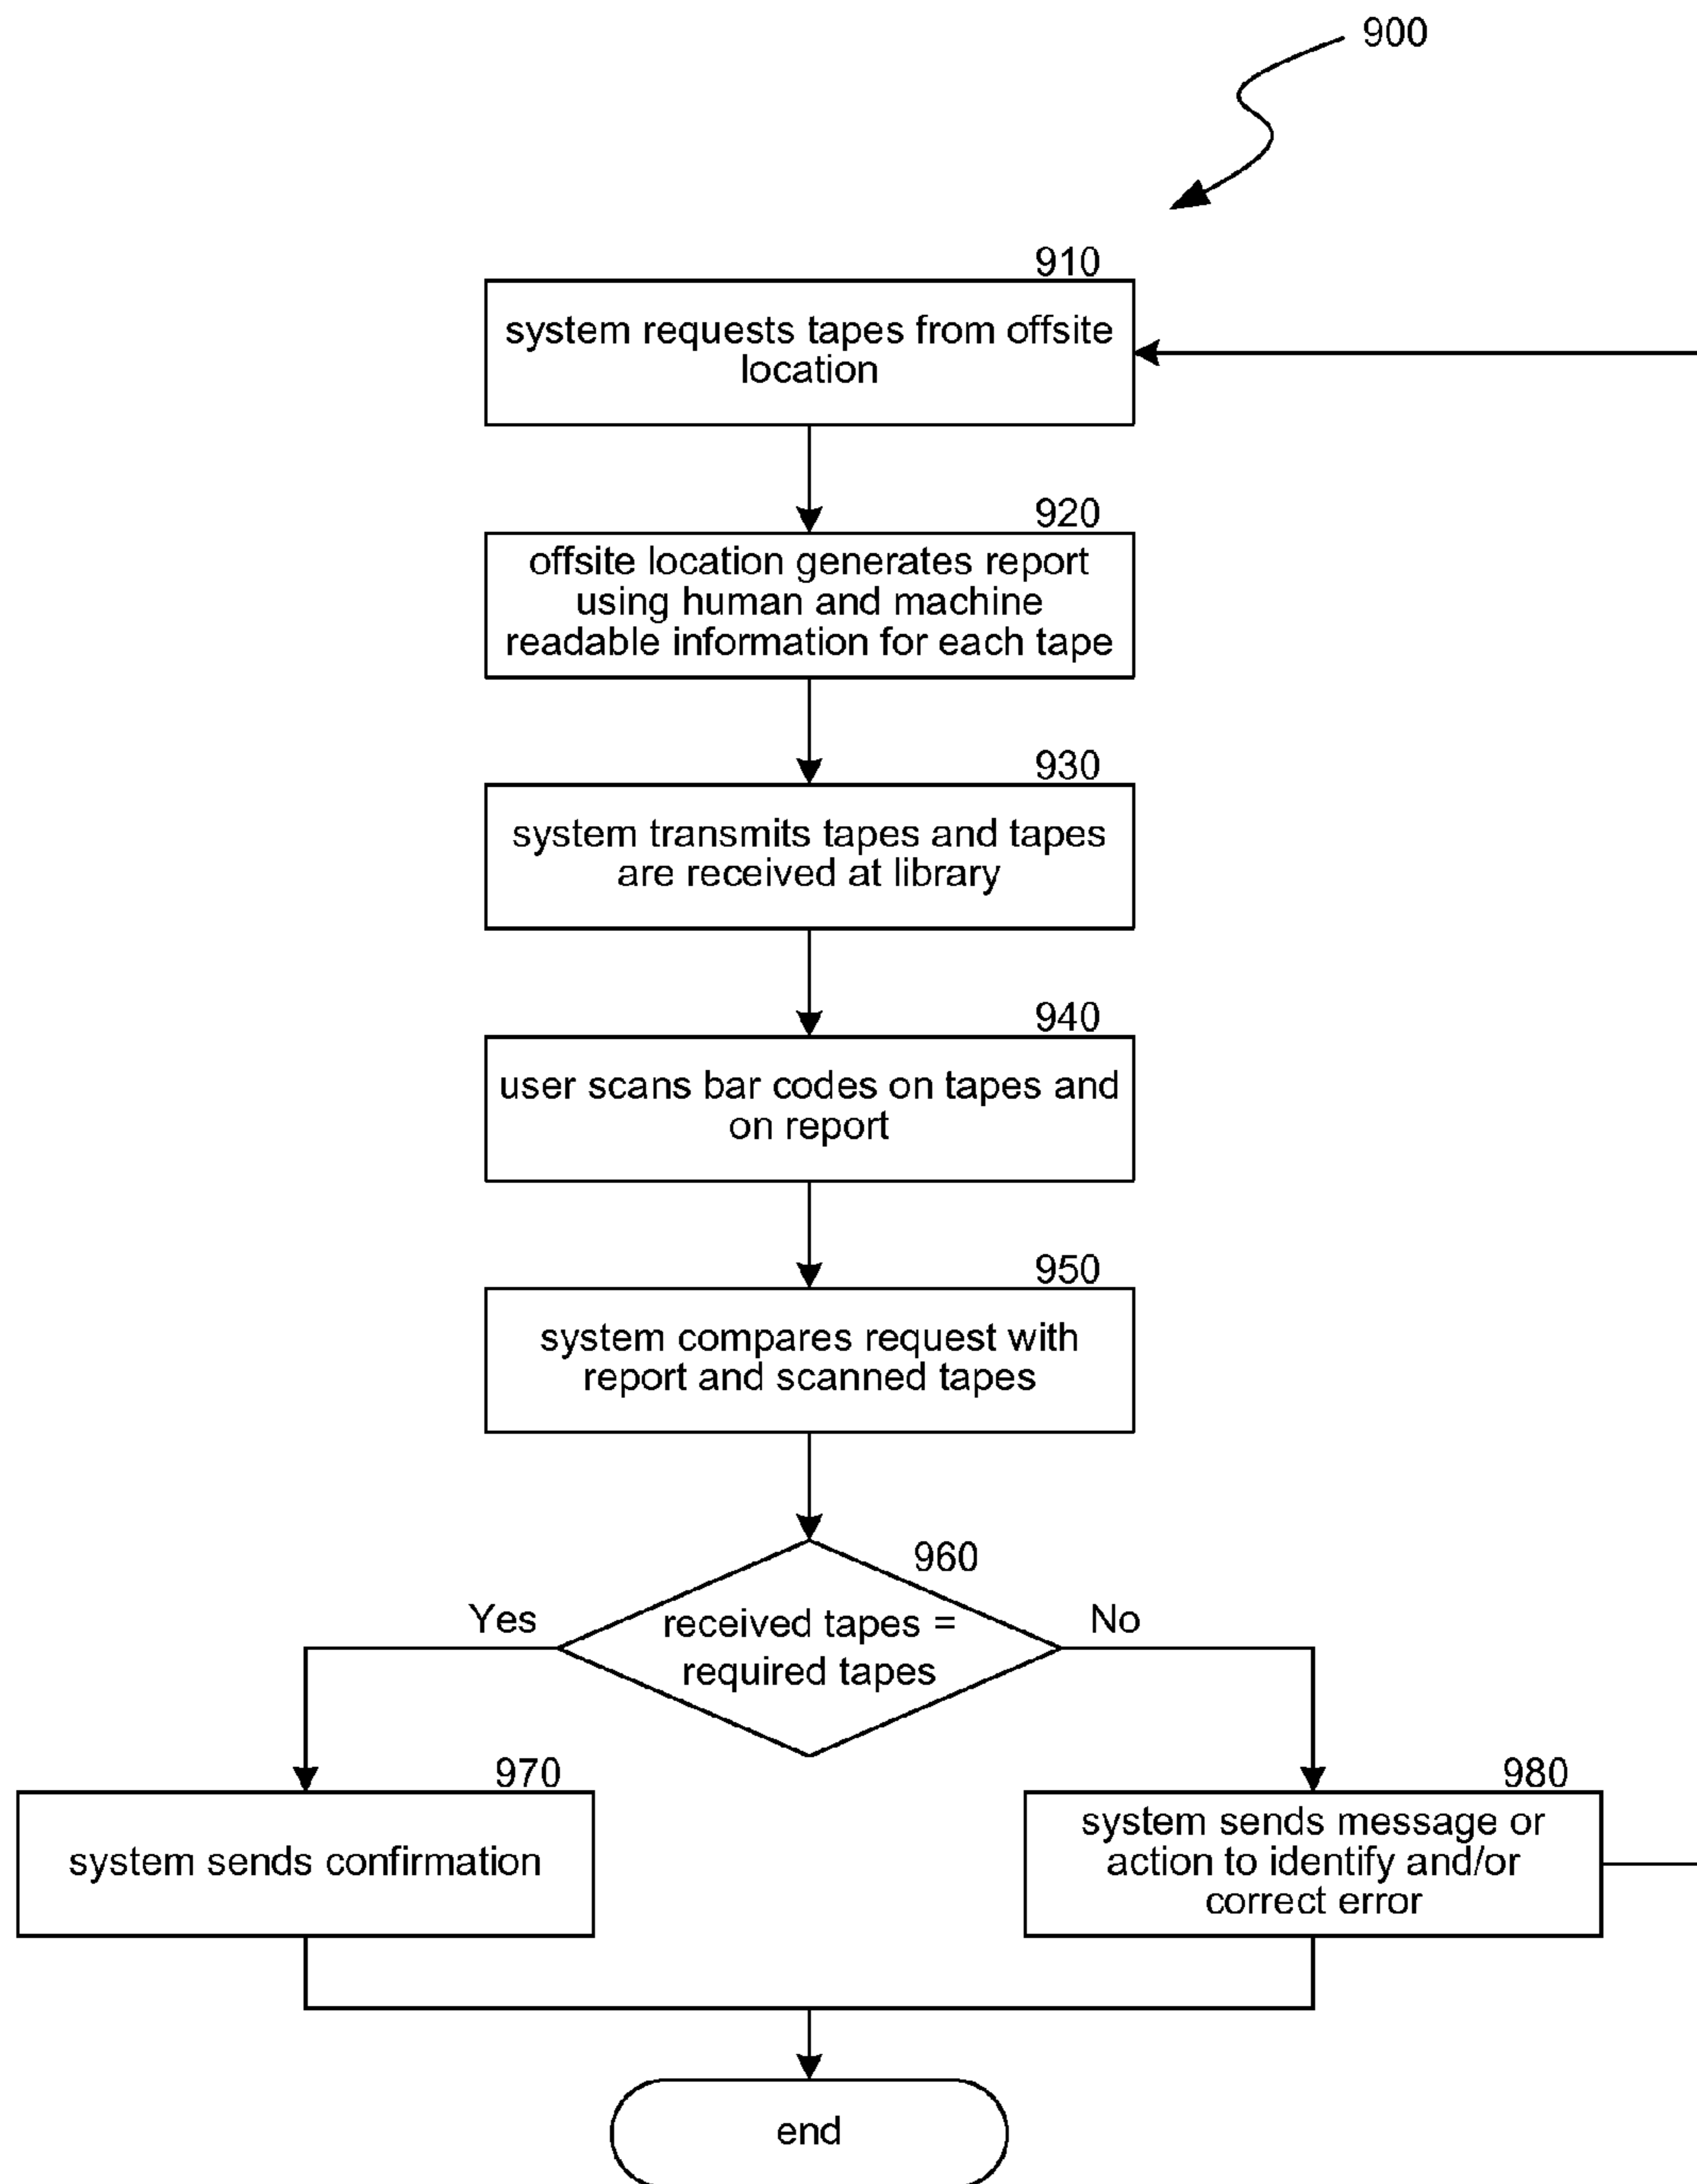 900
910
system requests tapes from offsite
location
920
offsite location generates report
using human and machine
readable information for each tape
930
system transmits tapes and tapes
are received at library
940
user scans bar codes on tapes and
on report
950
system compares request with
report and scanned tapes
960
Yes
received tapes =
required tapes
No
970
system sends confirmation
980
system sends message or
action to identify and/or
correct error
end